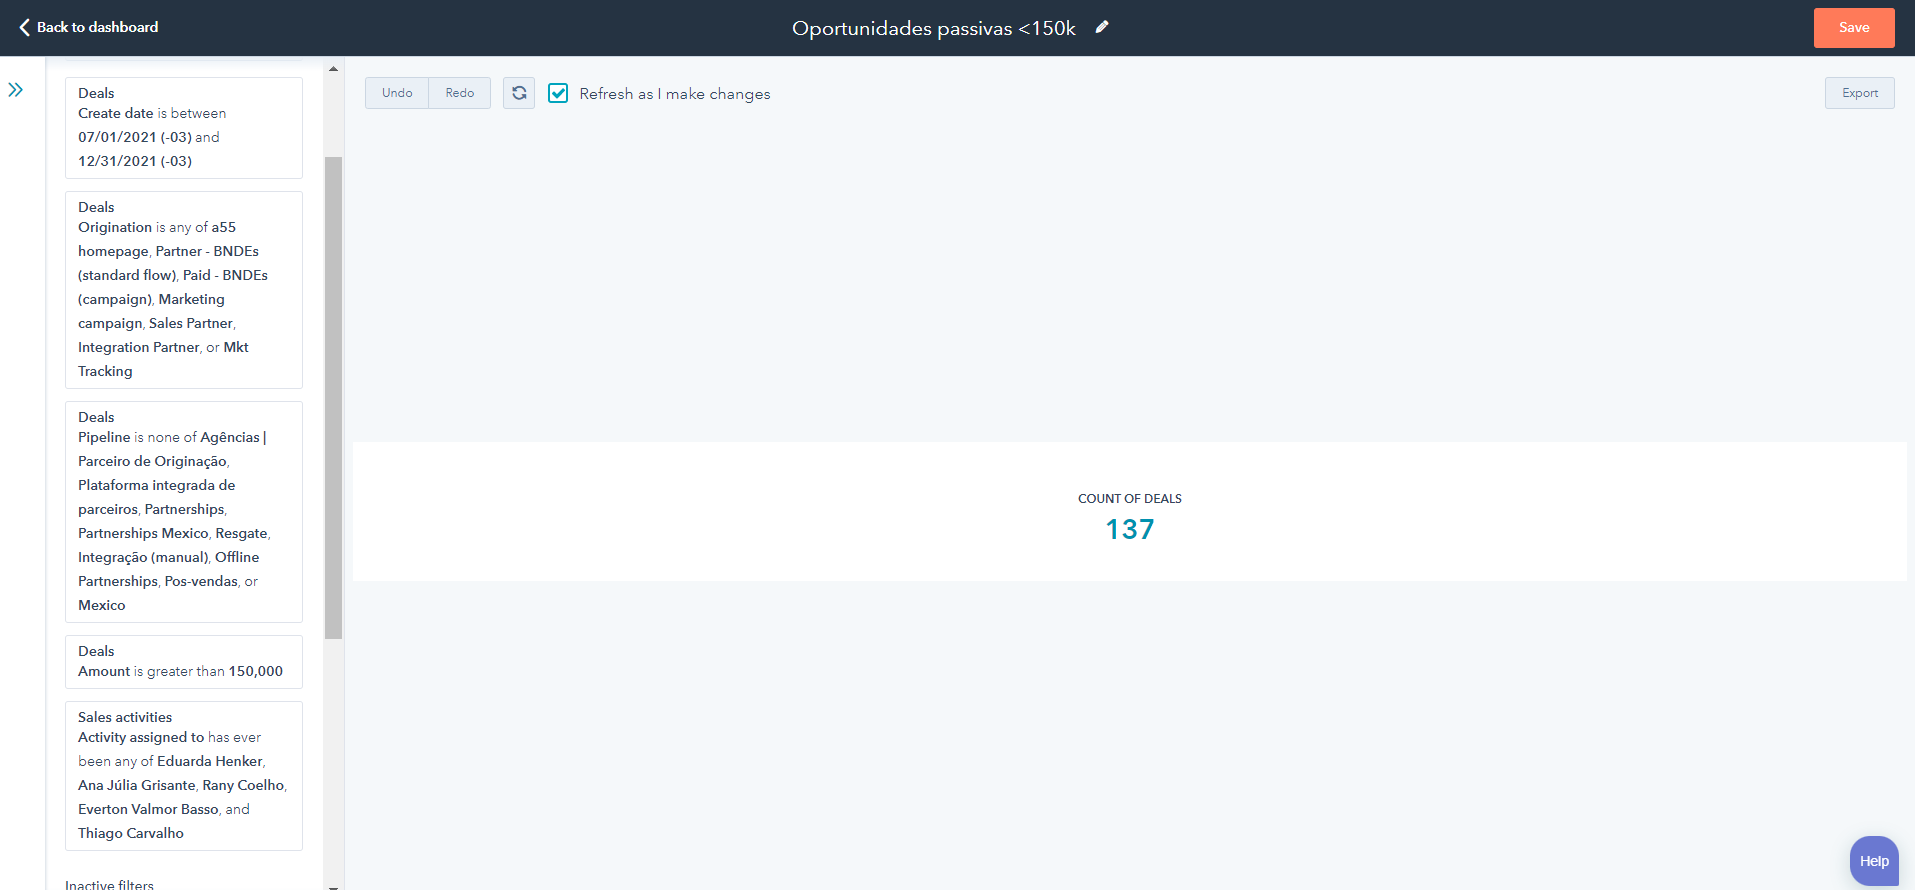 Back to dashboard
Oportunidades passivas <150k
Save
Deals
Create date is between
07/01/2021 (-03) and
12/31/2021 (-03)
Deals
Origination is any of a55
homepage, Partner - BNDEs
(standard flow), Paid - BNDEs
(campaign), Marketing
campaign, Sales Partner,
Integration Partner, or Mkt
Tracking
Deals
Pipeline is none of Agências |
Parceiro de Originação,
Plataforma integrada de
parceiros, Partnerships,
Partnerships Mexico, Resgate,
Integração (manual), Offline
Partnerships, Pos-vendas, or
Mexico
Deals
Amount is greater than 150,000
Sales activities
Activity assigned to has ever
been any of Eduarda Henker,
Ana Júlia Grisante, Rany Coelho,
Everton Valmor Basso, and
Thiago Carvalho
Inactive filters
Undo
Redo
Refresh as I make changes
Export
COUNT OF DEALS
137
Help